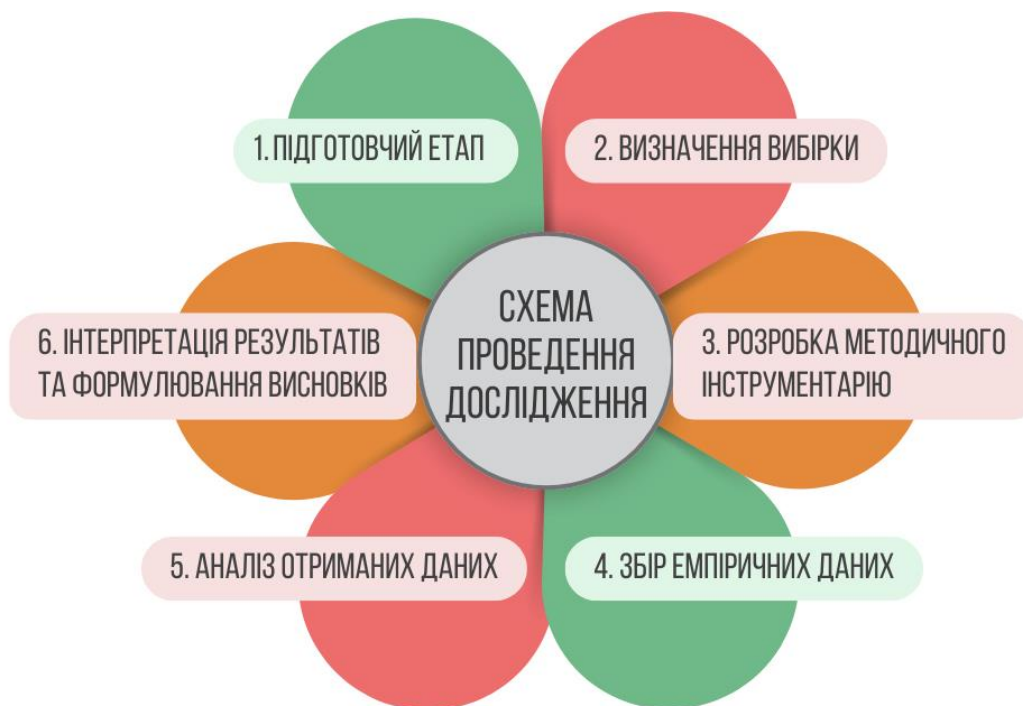 1. ПІДГОТОВЧИЙ ЕТАП
2. ВИЗНАЧЕННЯ ВИБІРКИ
СХЕМА
ПРОВЕДЕННЯ
ДОСЛІДЖЕННЯ
3. РОЗРОБКА МЕТОДИЧНОГО
ІНСТРУМЕНТАРІЮ
4. ЗБІР ЕМПІРИЧНИХ ДАНИХ
5. АНАЛІЗ ОТРИМАНИХ ДАНИХ
6. ІНТЕРПРЕТАЦІЯ РЕЗУЛЬТАТІВ
ТА ФОРМУЛЮВАННЯ ВИСНОВКІВ